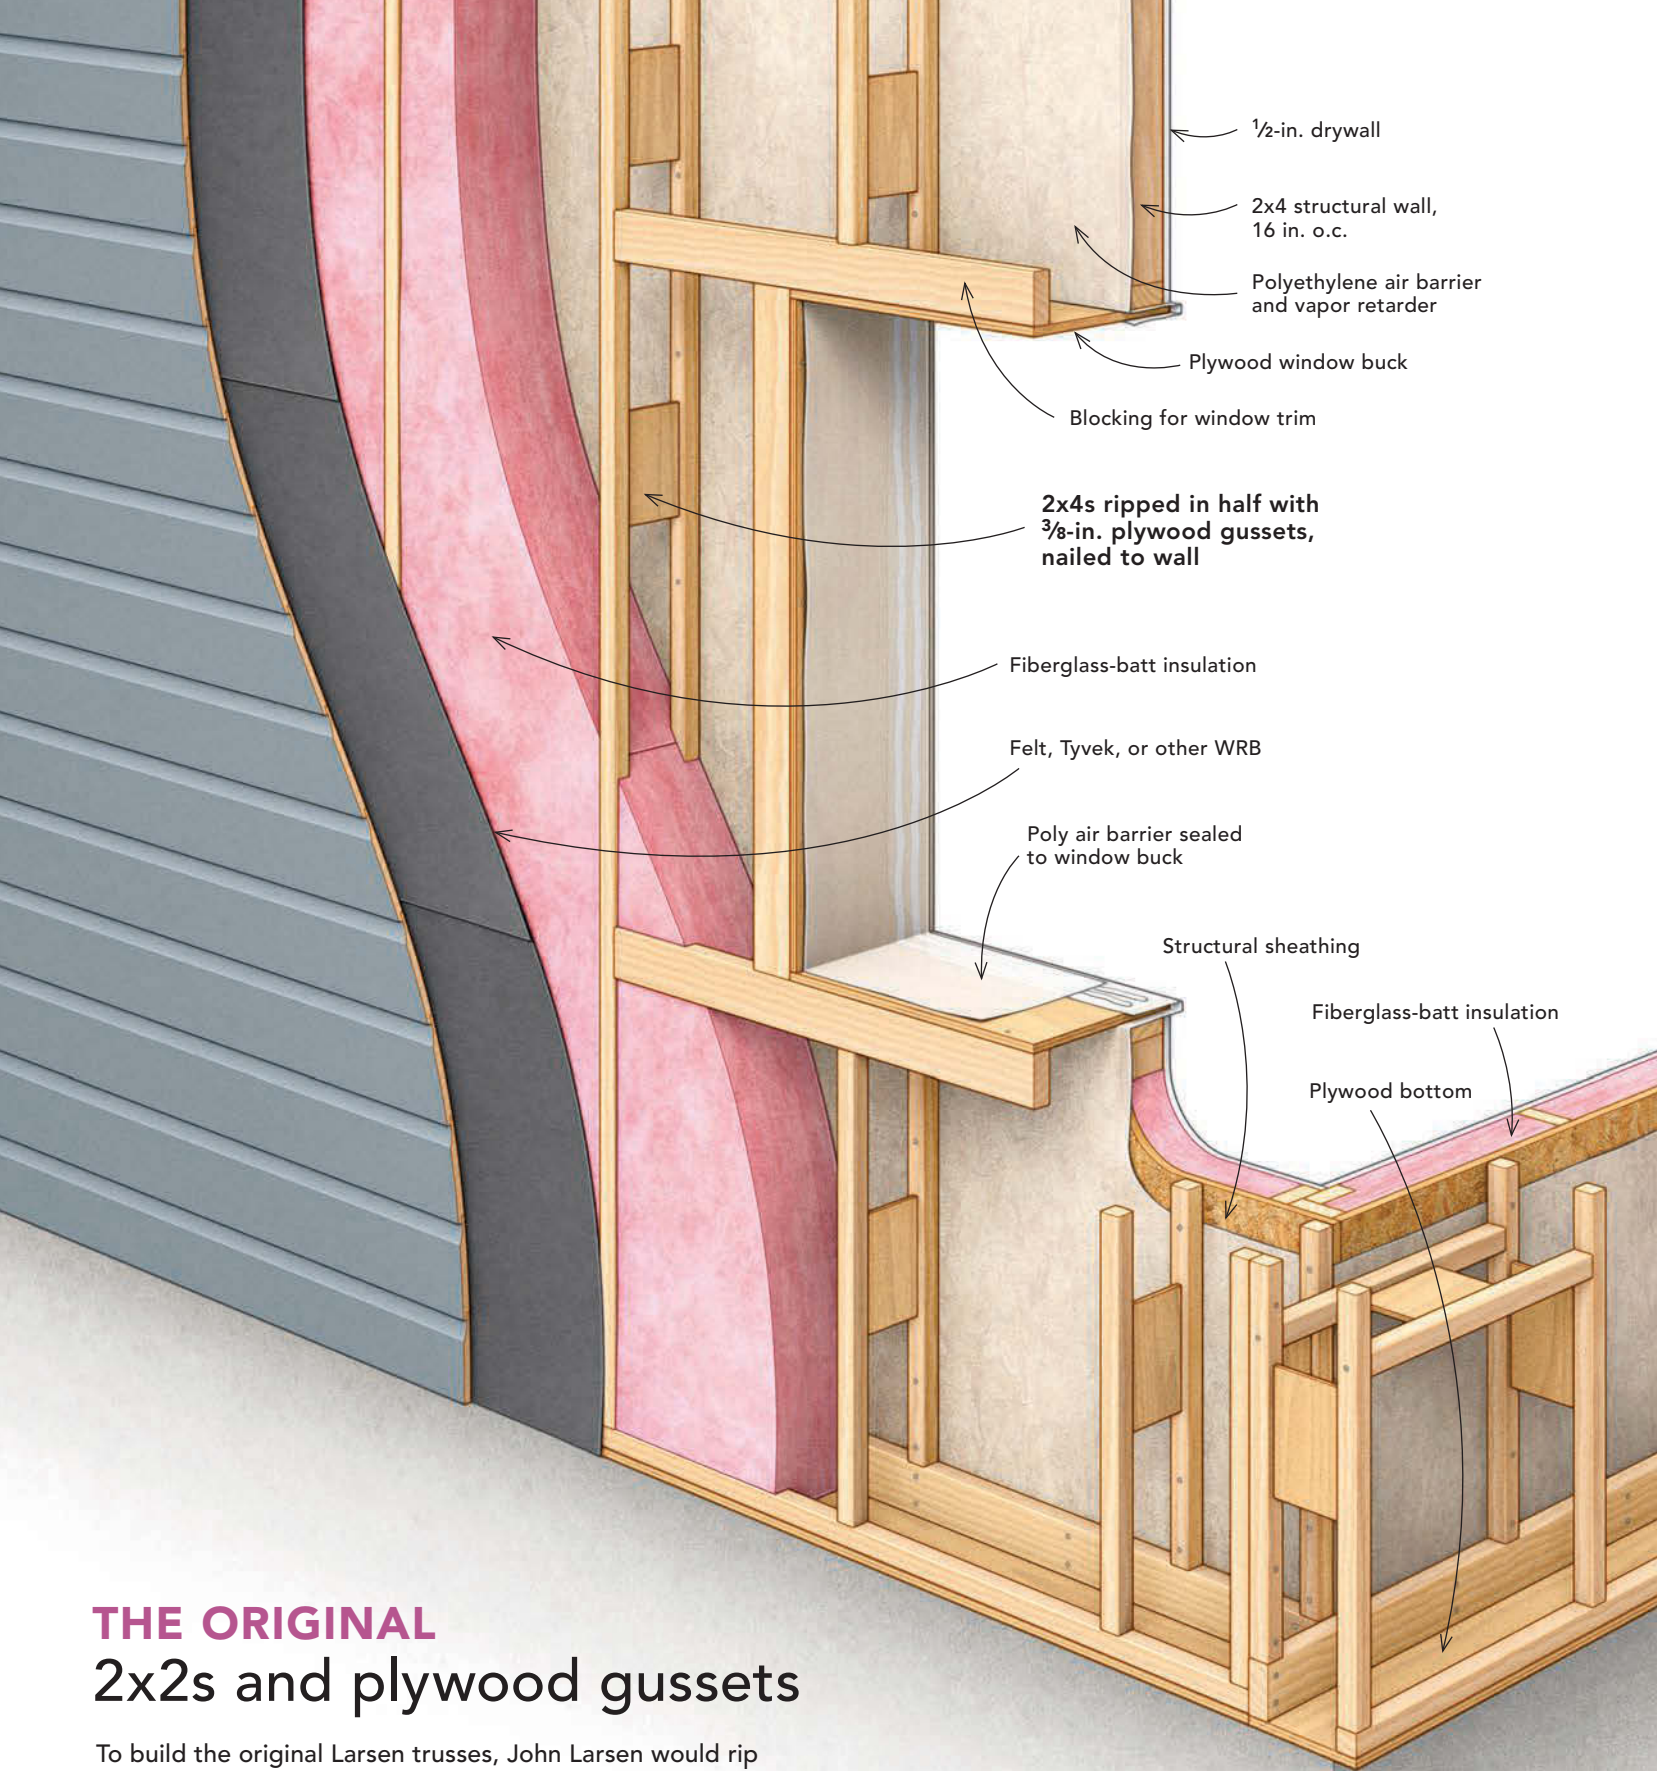 ½-in. drywall
2x4 structural wall,
16 in. o.c.
Polyethylene air barrier
and vapor retarder
Plywood window buck
Blocking for window trim
2x4s ripped in half with
⅜-in. plywood gussets,
nailed to wall
Fiberglass-batt insulation
Felt, Tyvek, or other WRB
Poly air barrier sealed
to window buck
Structural sheathing
Fiberglass-batt insulation
Plywood bottom
THE ORIGINAL
2x2s and plywood gussets
To build the original Larsen trusses, John Larsen would rip